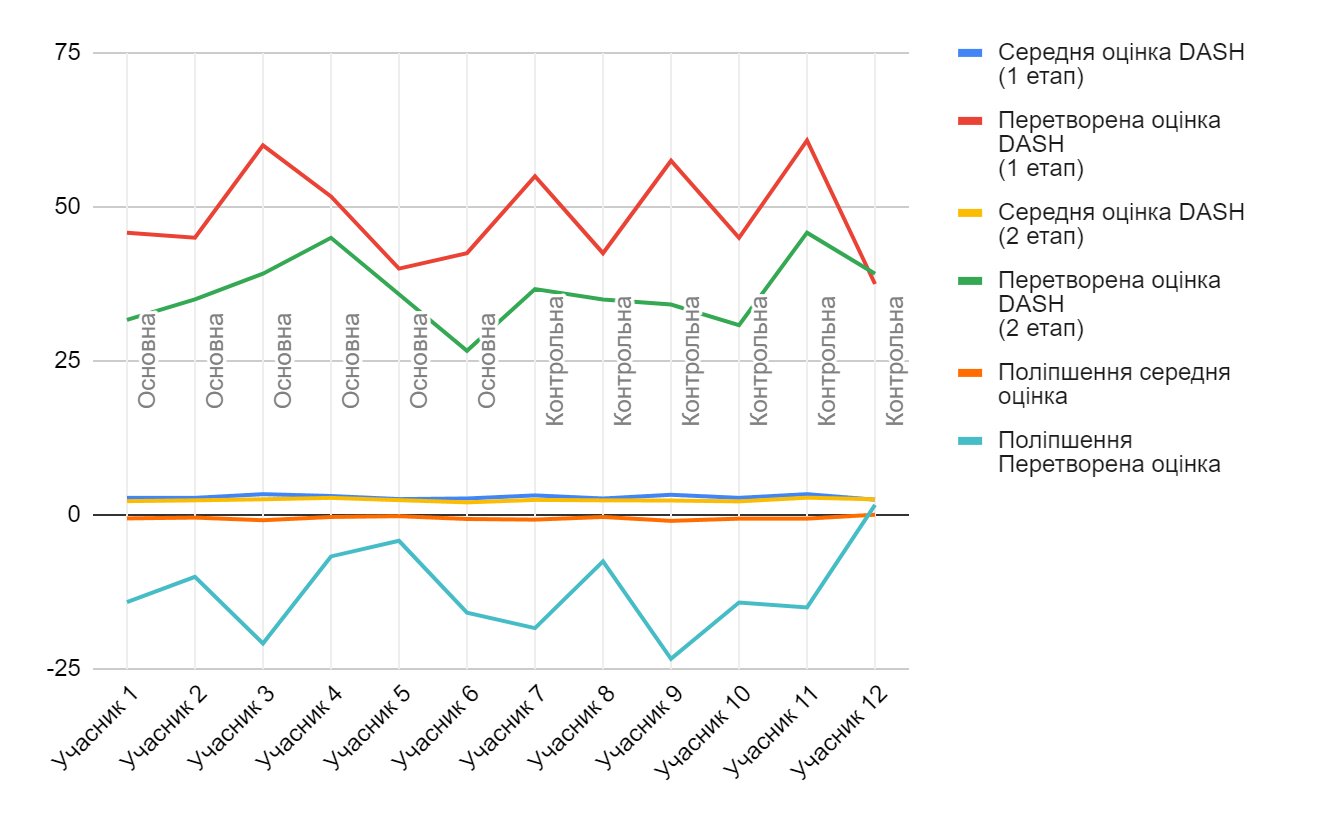 75
50
25
0
-25
Основна
Основна
Основна
Основна
Основна
Основна
Контрольна
Контрольна
Контрольна
Контрольна
Контрольна
Контрольна
Учасник 1
Учасник 2
Учасник 3
Учасник 4
Учасник 5
Учасник 6
Учасник 7
Учасник 8
Учасник 9
Учасник 10
Учасник 11
Учасник 12
Середня оцінка DASH
(1 етап)
Перетворена оцінка
DASH
(1 етап)
Середня оцінка DASH
(2 етап)
Перетворена оцінка
DASH
(2 етап)
Поліпшення середня
оцінка
Поліпшення
Перетворена оцінка